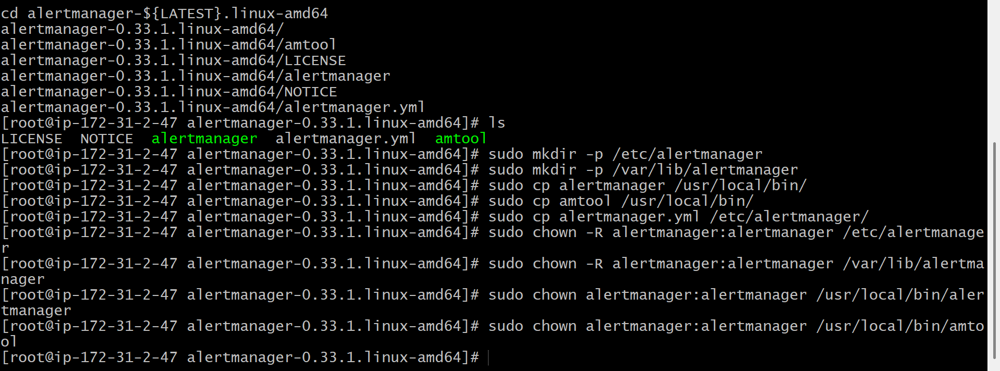 cd alertmanager-${LATEST}.linux-amd64
alertmanager-0.33.1.linux-amd64/
alertmanager-0.33.1.linux-amd64/amtool
alertmanager-0.33.1.linux-amd64/LICENSE
alertmanager-0.33.1.linux-amd64/alertmanager
alertmanager-0.33.1.linux-amd64/NOTICE
alertmanager-0.33.1.linux-amd64/alertmanager.yml
[root@ip-172-31-2-47 alertmanager-0.33.1.linux-amd64]# ls
LICENSE  NOTICE  alertmanager  alertmanager.yml  amtool
[root@ip-172-31-2-47 alertmanager-0.33.1.linux-amd64]# sudo mkdir -p /etc/alertmanager
[root@ip-172-31-2-47 alertmanager-0.33.1.linux-amd64]# sudo mkdir -p /var/lib/alertmanager
[root@ip-172-31-2-47 alertmanager-0.33.1.linux-amd64]# sudo cp alertmanager /usr/local/bin/
[root@ip-172-31-2-47 alertmanager-0.33.1.linux-amd64]# sudo cp amtool /usr/local/bin/
[root@ip-172-31-2-47 alertmanager-0.33.1.linux-amd64]# sudo cp alertmanager.yml /etc/alertmanager/
[root@ip-172-31-2-47 alertmanager-0.33.1.linux-amd64]# sudo chown -R alertmanager:alertmanager /etc/alertmanage
r
[root@ip-172-31-2-47 alertmanager-0.33.1.linux-amd64]# sudo chown -R alertmanager:alertmanager /var/lib/alertma
nager
[root@ip-172-31-2-47 alertmanager-0.33.1.linux-amd64]# sudo chown alertmanager:alertmanager /usr/local/bin/aler
tmanager
[root@ip-172-31-2-47 alertmanager-0.33.1.linux-amd64]# sudo chown alertmanager:alertmanager /usr/local/bin/amto
ol
[root@ip-172-31-2-47 alertmanager-0.33.1.linux-amd64]#